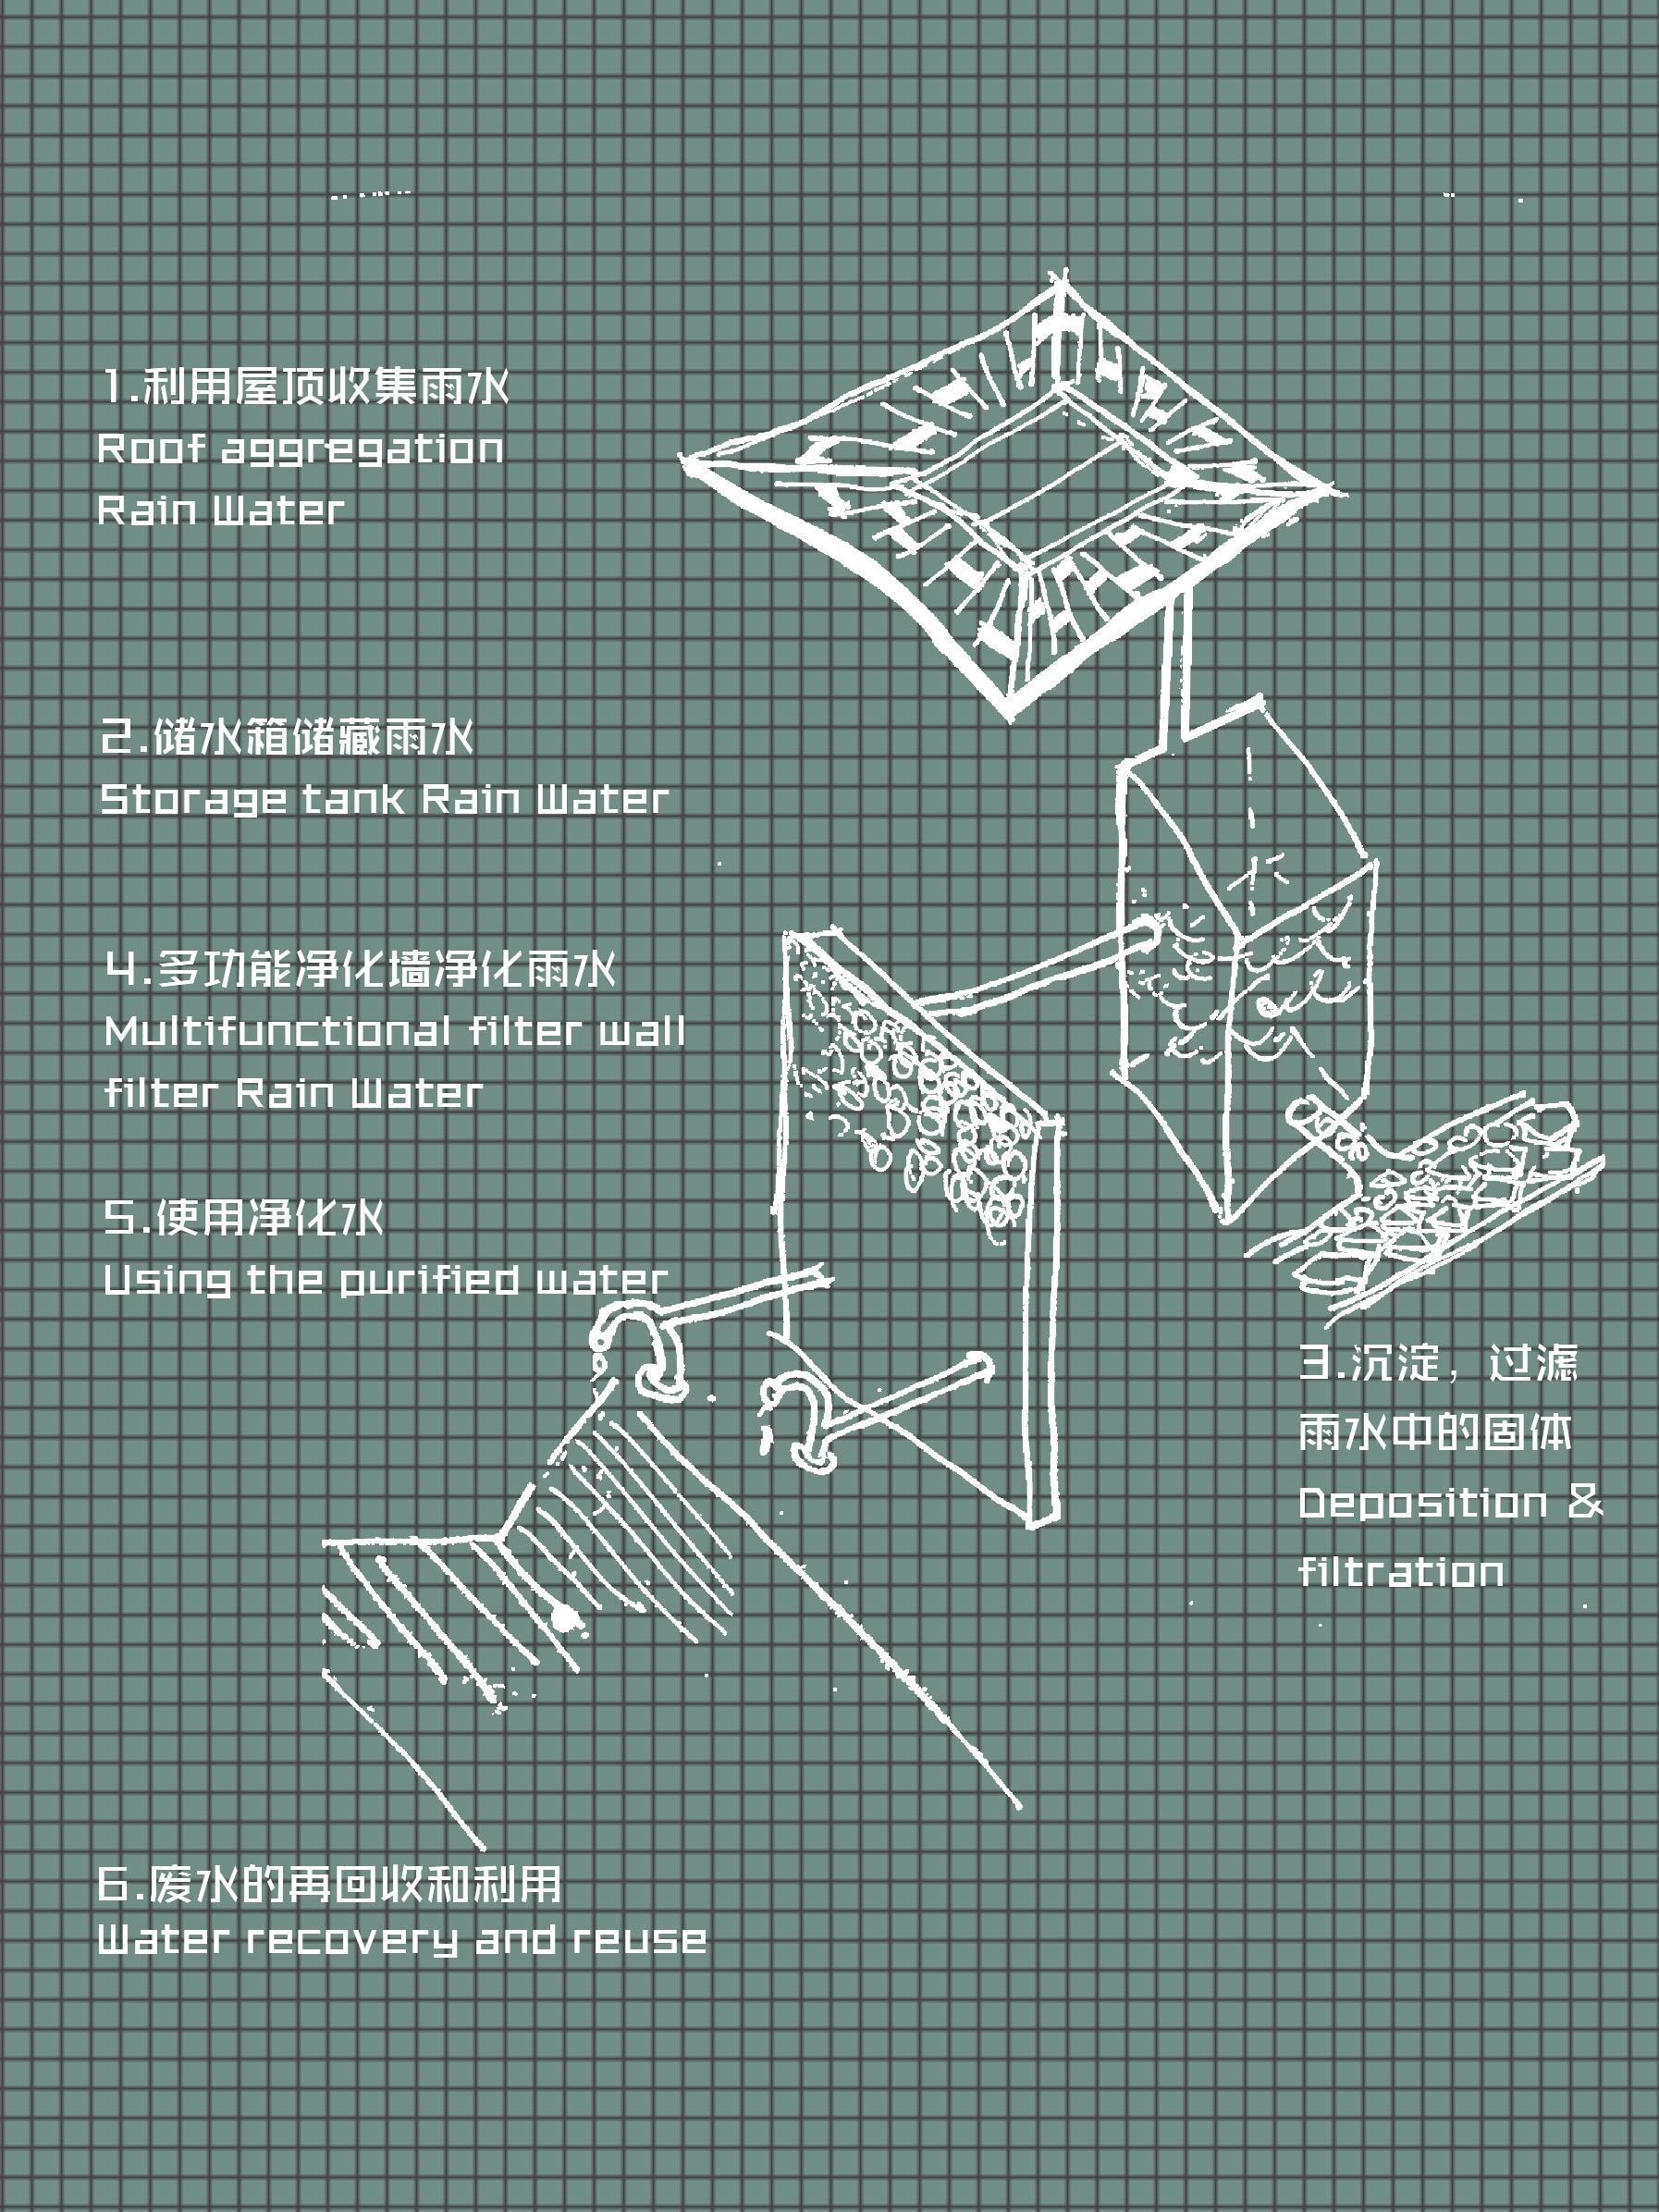 1.利用屋顶收集雨水
Roof aggregation
Rain Water
2.储水箱储藏雨水
Storage tank Rain Water
4.多功能净化墙净化雨水
Multifunctional filter wall
filter Rain Water
5.使用净化水
Using the purified water
3.沉淀，过滤
雨水中的固体
Deposition &
filtration
6.废水的再回收和利用
Water recovery and reuse